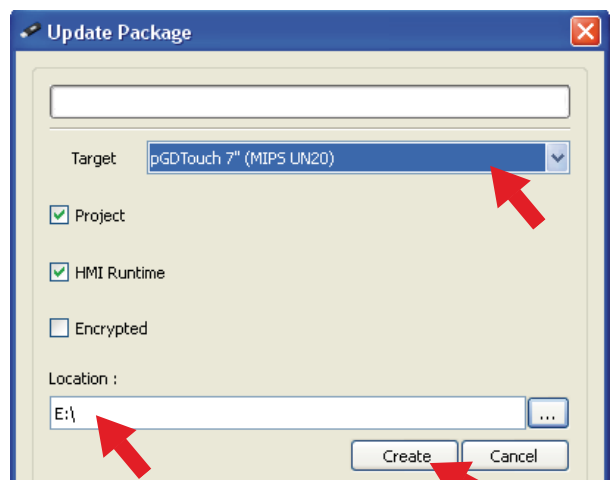 Update Package
Target pGDTouch 7" (MIPS UN20)
Project
HMI Runtime
Encrypted
Location :
E:\
...
Create Cancel